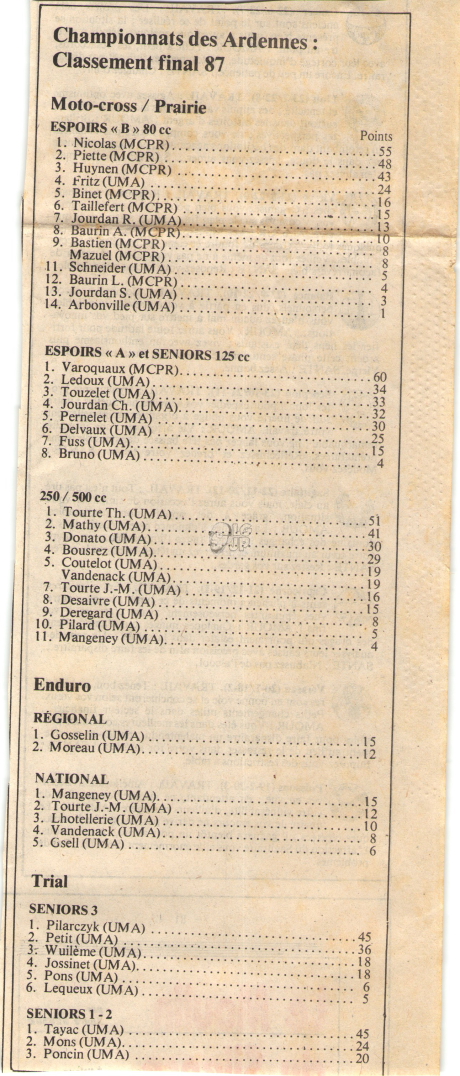 Championnats des Ardennes :
Classement final 87
Moto-cross / Prairie
ESPOIRS « B » 80 cc
Points
1. Nicolas (MCPR) 55
2. Piette (MCPR) 48
3. Huynen (MCPR) 43
4. Fritz (UMA) 24
5. Binet (MCPR) 16
6. Taillefert (MCPR) 15
7. Jourdan R. (UMA) 13
8. Baurin A. (MCPR) 10
9. Bastien (MCPR) 8
Mazuel (MCPR) 8
11. Schneider (UMA) 5
12. Baurin L. (MCPR) 4
13. Jourdan S. (UMA) 3
14. Arbonville (UMA) 1
ESPOIRS « A » et SENIORS 125 cc
1. Varoquaux (MCPR) 60
2. Ledoux (UMA) 34
3. Touzelet (UMA) 33
4. Jourdan Ch. (UMA) 32
5. Pernelet (UMA) 30
6. Delvaux (UMA) 25
7. Fuss (UMA) 15
8. Bruno (UMA) 4
250 / 500 cc
1. Tourte Th. (UMA) 51
2. Mathy (UMA) 41
3. Donato (UMA) 30
4. Bousrez (UMA) 29
5. Coutelot (UMA) 19
Vandenack (UMA) 19
7. Tourte J.-M. (UMA) 16
8. Desaivre (UMA) 15
9. Deregard (UMA) 8
10. Pilard (UMA) 5
11. Mangeney (UMA) 4
Enduro
RÉGIONAL
1. Gosselin (UMA) 15
2. Moreau (UMA) 12
NATIONAL
1. Mangeney (UMA) 15
2. Tourte J.-M. (UMA) 12
3. Lhotellerie (UMA) 10
4. Vandenack (UMA) 8
5. Gsell (UMA) 6
Trial
SENIORS 3
1. Pilarczyk (UMA) 45
2. Petit (UMA) 36
3. Wuilème (UMA) 18
4. Jossinet (UMA) 18
5. Pons (UMA) 6
6. Lequeux (UMA) 5
SENIORS 1 - 2
1. Tayac (UMA) 45
2. Mons (UMA) 24
3. Poncin (UMA) 20